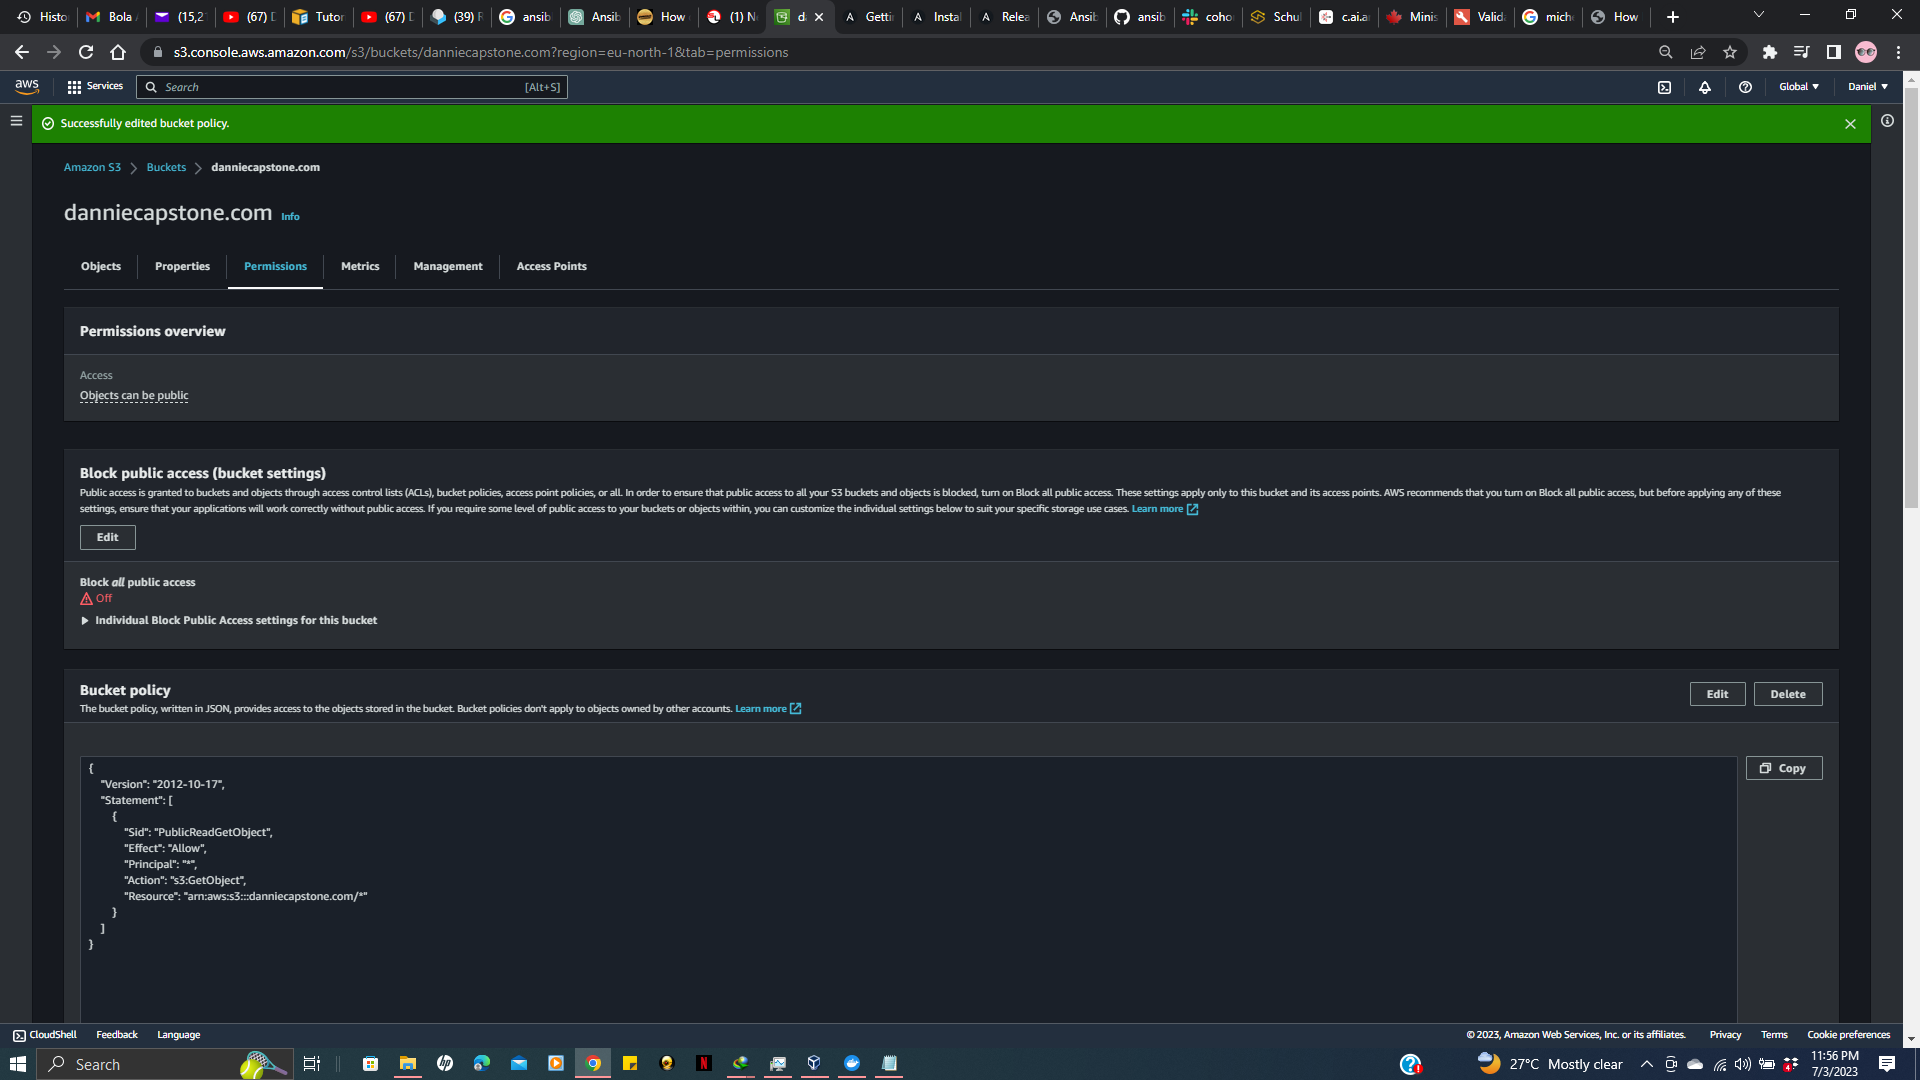 Histo
Bola
(15,2
(67) D
Tutor
(67) D
(39) F
ansib
Ansib
How
(1) N
Getti
Instal
Relea
Ansib
ansib
coho
Schul
c.ai.a
Minis
Valid
mich
How
s3.console.aws.amazon.com/s3/buckets/danniecapstone.com?region=eu-north-1&tab=permissions
aws
Services
Search
[Alt+S]
Global
Daniel
Successfully edited bucket policy.
Amazon S3
Buckets
danniecapstone.com
danniecapstone.com
Info
Objects
Properties
Permissions
Metrics
Management
Access Points
Permissions overview
Access
Objects can be public
Block public access (bucket settings)
Public access is granted to buckets and objects through access control lists (ACLs), bucket policies, access point policies, or all. In order to ensure that public access to all your S3 buckets and objects is blocked, turn on Block all public access. These settings apply only to this bucket and its access points. AWS recommends that you turn on Block all public access, but before applying any of these
settings, ensure that your applications will work correctly without public access. If you require some level of public access to your buckets or objects within, you can customize the individual settings below to suit your specific storage use cases. Learn more
Edit
Block all public access
Off
Individual Block Public Access settings for this bucket
Bucket policy
Edit
Delete
The bucket policy, written in JSON, provides access to the objects stored in the bucket. Bucket policies don't apply to objects owned by other accounts. Learn more
Copy
{
"Version": "2012-10-17",
"Statement": [
{
"Sid": "PublicReadGetObject",
"Effect": "Allow",
"Principal": "*",
"Action": "s3:GetObject",
"Resource": "arn:aws:s3:::danniecapstone.com/*"
}
]
}
CloudShell
Feedback
Language
© 2023, Amazon Web Services, Inc. or its affiliates.
Privacy
Terms
Cookie preferences
Search
27°C Mostly clear
11:56 PM
7/3/2023